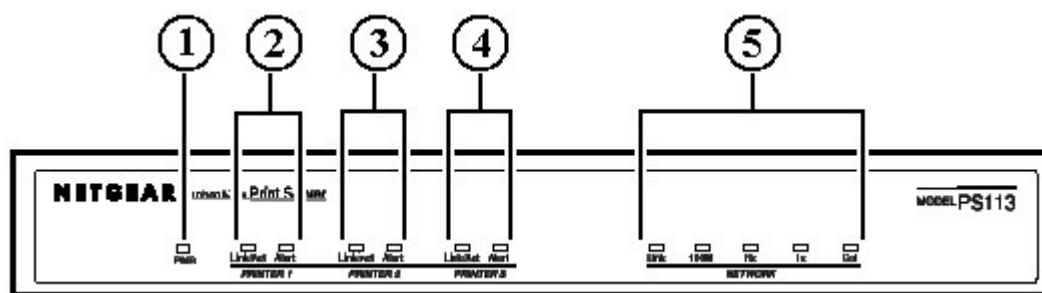 1 2 3 4 5
NETGEAR Print Server
MODEL PS113
PWR Link/Act Alert Link/Act Alert Link/Act Alert Link 100M Rx Tx Col
PRINTER 1 PRINTER 2 PRINTER 3 NETWORK